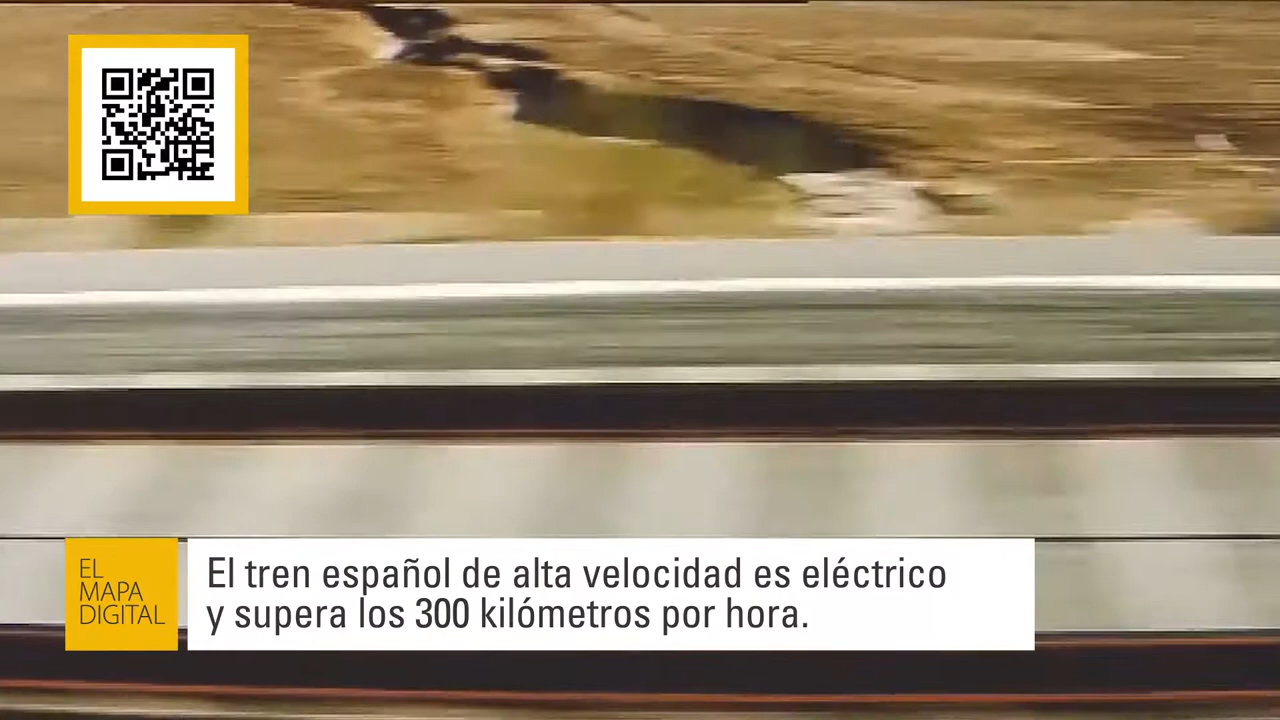 EL
MAPA
DIGITAL
El tren español de alta velocidad es eléctrico
y supera los 300 kilómetros por hora.